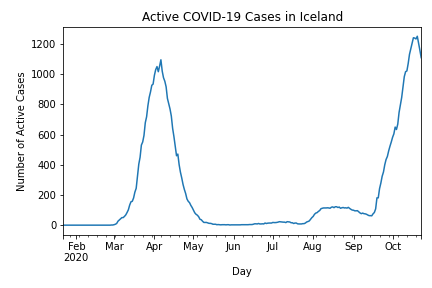 Active COVID-19 Cases in Iceland
Number of Active Cases
1200
1000
800
600
400
200
0
Feb Mar Apr May Jun Jul Aug Sep Oct
2020
Day